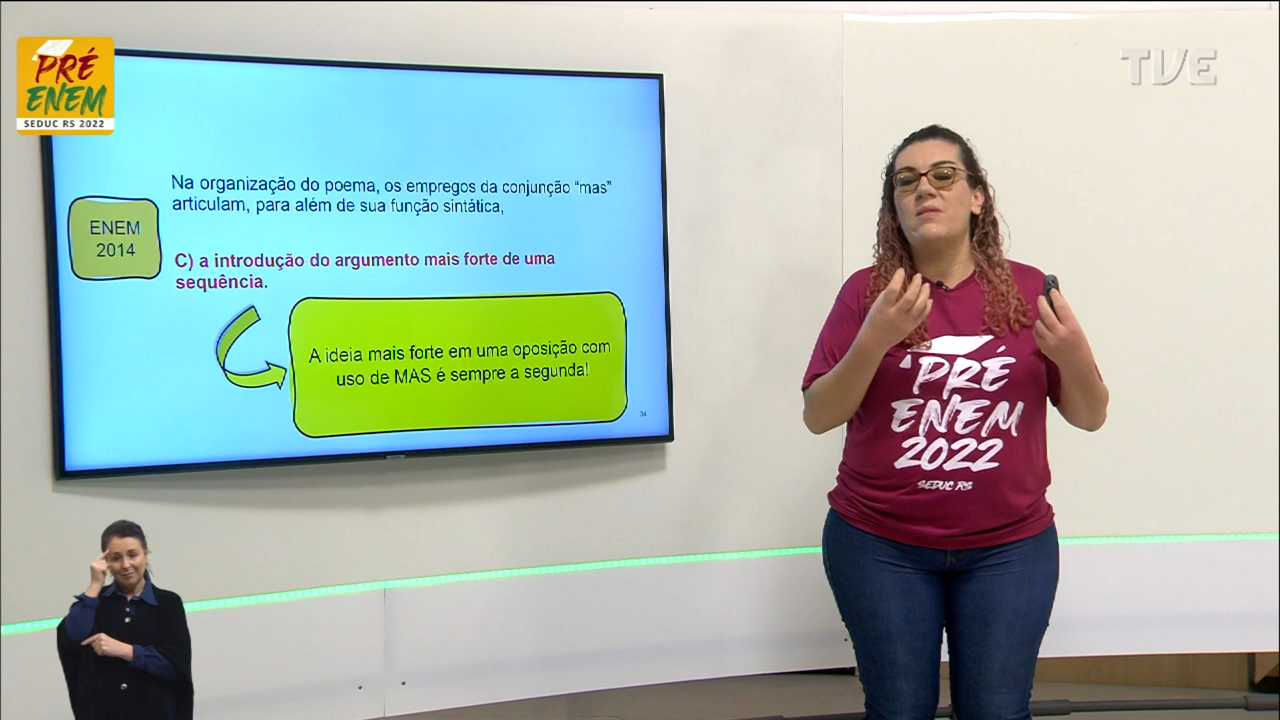 PRÉ
ENEM
SEDUC RS 2022
TVE
Na organização do poema, os empregos da conjunção “mas”
articulam, para além de sua função sintática,
ENEM
2014
C) a introdução do argumento mais forte de uma
sequência.
A ideia mais forte em uma oposição com
uso de MAS é sempre a segunda!
34
PRÉ
ENEM
2022
SEDUC RS